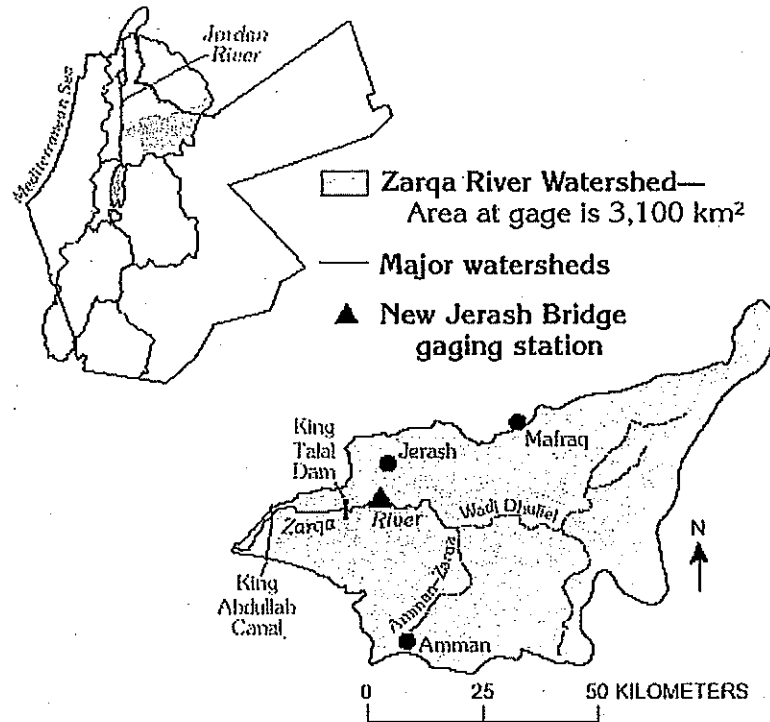 Jordan
River
Mediterranean Sea
Zarqa River Watershed—
Area at gage is 3,100 km²
Major watersheds
New Jerash Bridge
gaging station
King
Talal
Dam
Jerash
Mafraq
Zarqa
River
Wadi Dhuliel
N
King
Abdullah
Canal
Amman-Zarqa
Amman
0 25 50 KILOMETERS